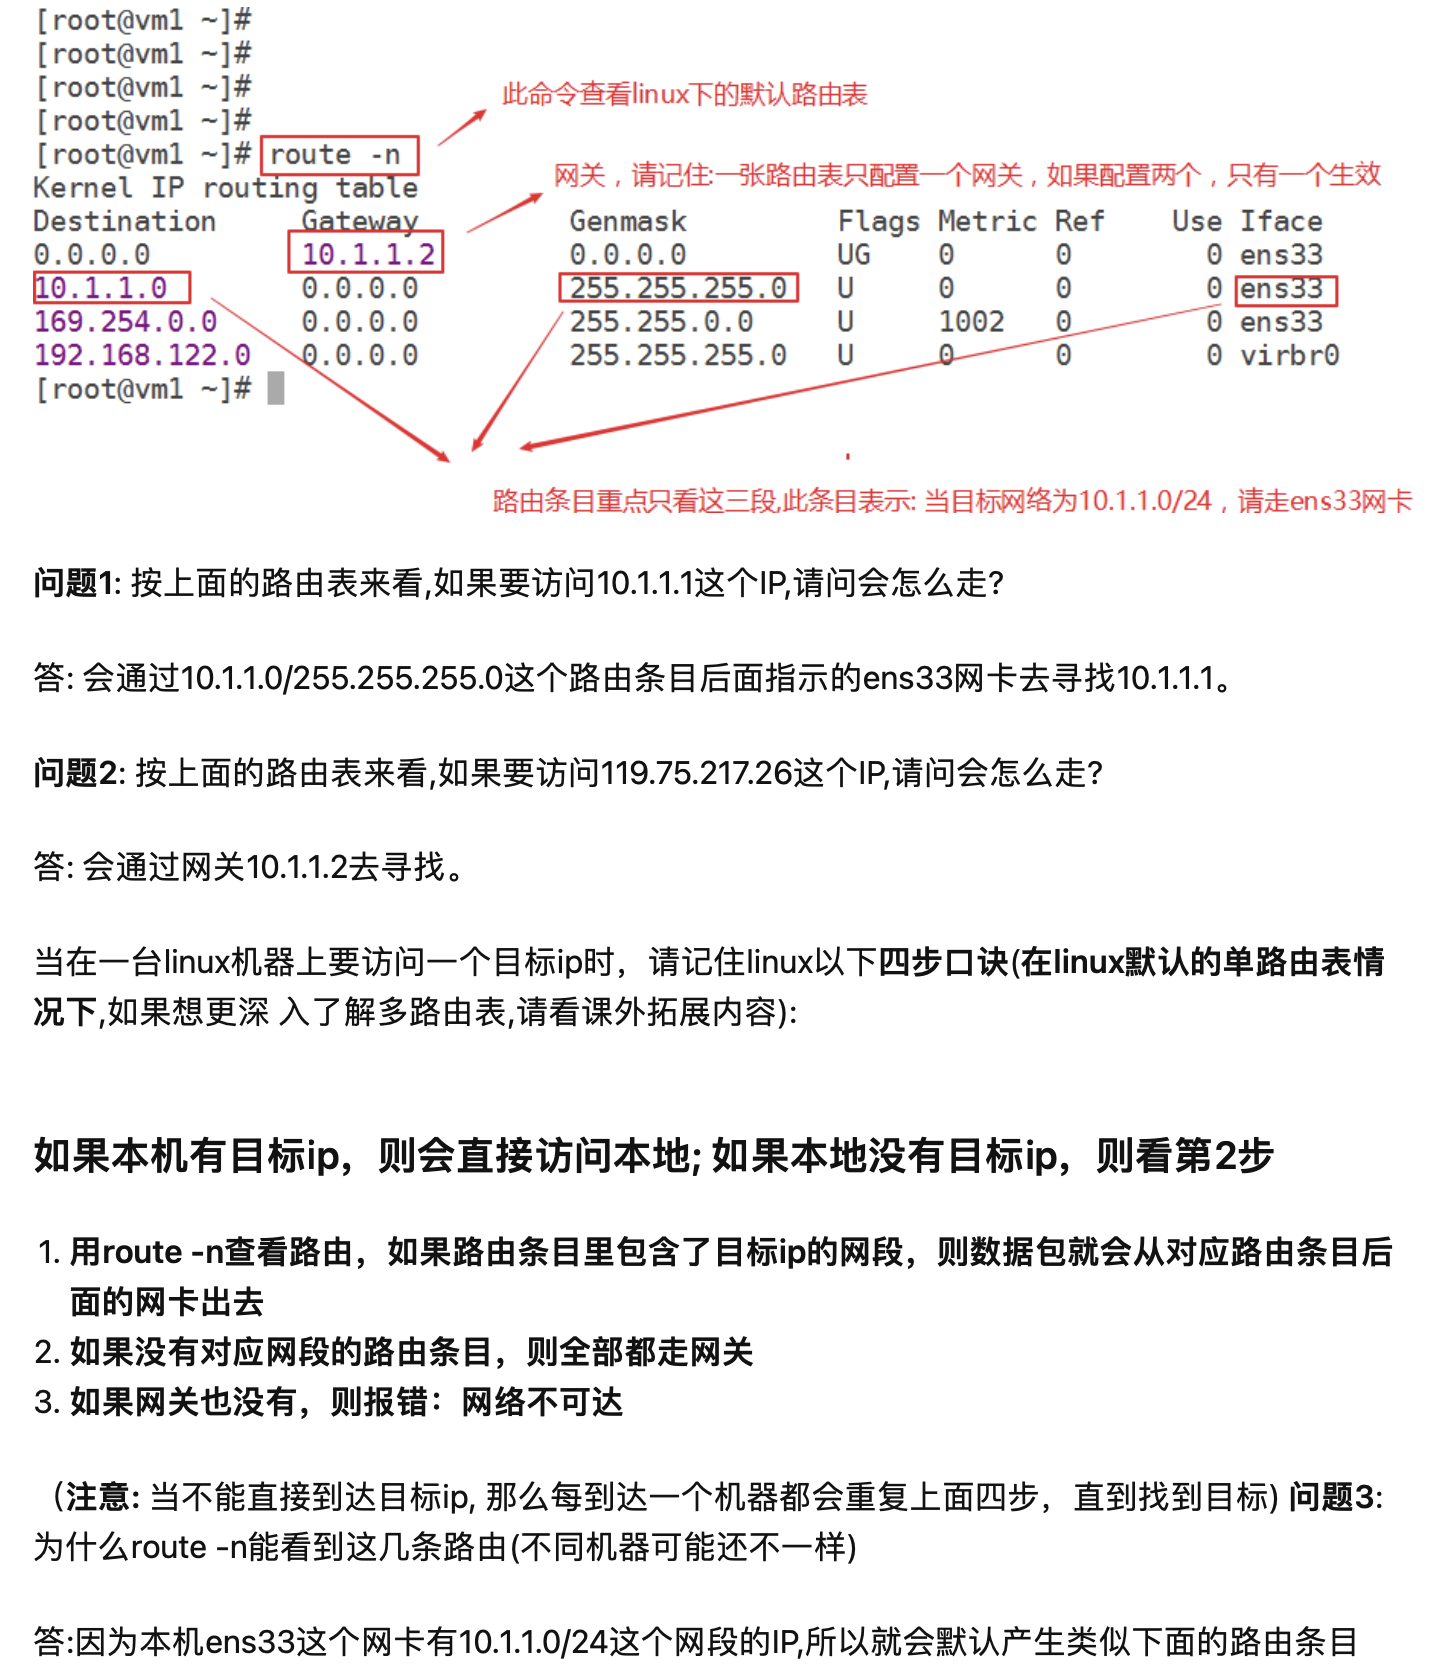 [root@vm1 ~]#
[root@vm1 ~]#
[root@vm1 ~]#
[root@vm1 ~]#
此命令查看linux下的默认路由表
[root@vm1 ~]# route -n
网关，请记住:一张路由表只配置一个网关，如果配置两个，只有一个生效
Kernel IP routing table
Destination Gateway Genmask Flags Metric Ref Use Iface
0.0.0.0 10.1.1.2 0.0.0.0 UG 0 0 0 ens33
10.1.1.0 0.0.0.0 255.255.255.0 U 0 0 0 ens33
169.254.0.0 0.0.0.0 255.255.0.0 U 1002 0 0 ens33
192.168.122.0 0.0.0.0 255.255.255.0 U 0 0 0 virbr0
[root@vm1 ~]#
路由条目重点只看这三段,此条目表示: 当目标网络为10.1.1.0/24，请走ens33网卡
问题1: 按上面的路由表来看,如果要访问10.1.1.1这个IP,请问会怎么走?
答: 会通过10.1.1.0/255.255.255.0这个路由条目后面指示的ens33网卡去寻找10.1.1.1。
问题2: 按上面的路由表来看,如果要访问119.75.217.26这个IP,请问会怎么走?
答: 会通过网关10.1.1.2去寻找。
当在一台linux机器上要访问一个目标ip时，请记住linux以下四步口诀(在linux默认的单路由表情
况下,如果想更深 入了解多路由表,请看课外拓展内容):
如果本机有目标ip，则会直接访问本地; 如果本地没有目标ip，则看第2步
1. 用route -n查看路由，如果路由条目里包含了目标ip的网段，则数据包就会从对应路由条目后
面的网卡出去
2. 如果没有对应网段的路由条目，则全部都走网关
3. 如果网关也没有，则报错：网络不可达
（注意: 当不能直接到达目标ip, 那么每到达一个机器都会重复上面四步， 直到找到目标) 问题3:
为什么route -n能看到这几条路由(不同机器可能还不一样)
答:因为本机ens33这个网卡有10.1.1.0/24这个网段的IP,所以就会默认产生类似下面的路由条目